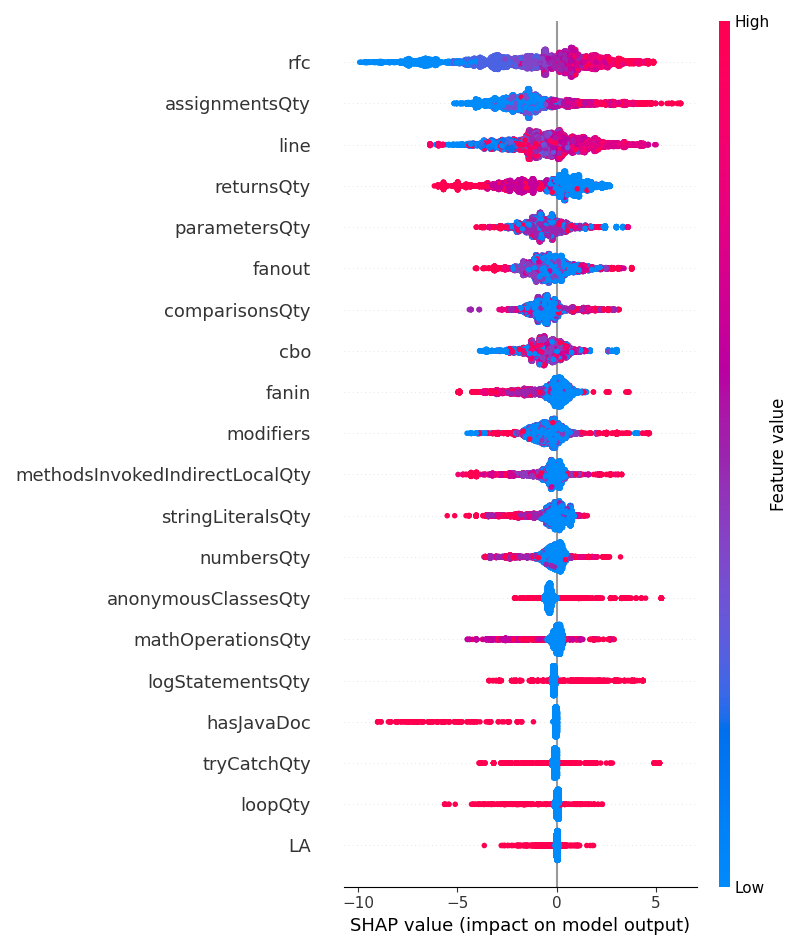 High
rfc
assignmentsQty
line
returnsQty
parametersQty
fanout
comparisonsQty
cbo
fanin
modifiers
methodsInvokedIndirectLocalQty
stringLiteralsQty
numbersQty
anonymousClassesQty
mathOperationsQty
logStatementsQty
hasJavaDoc
tryCatchQty
loopQty
LA
Feature value
Low
−10 −5 0 5
SHAP value (impact on model output)